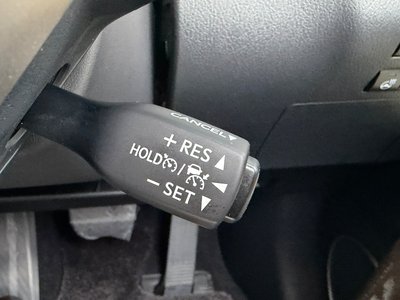 CANCEL
+ RES
HOLD /
− SET